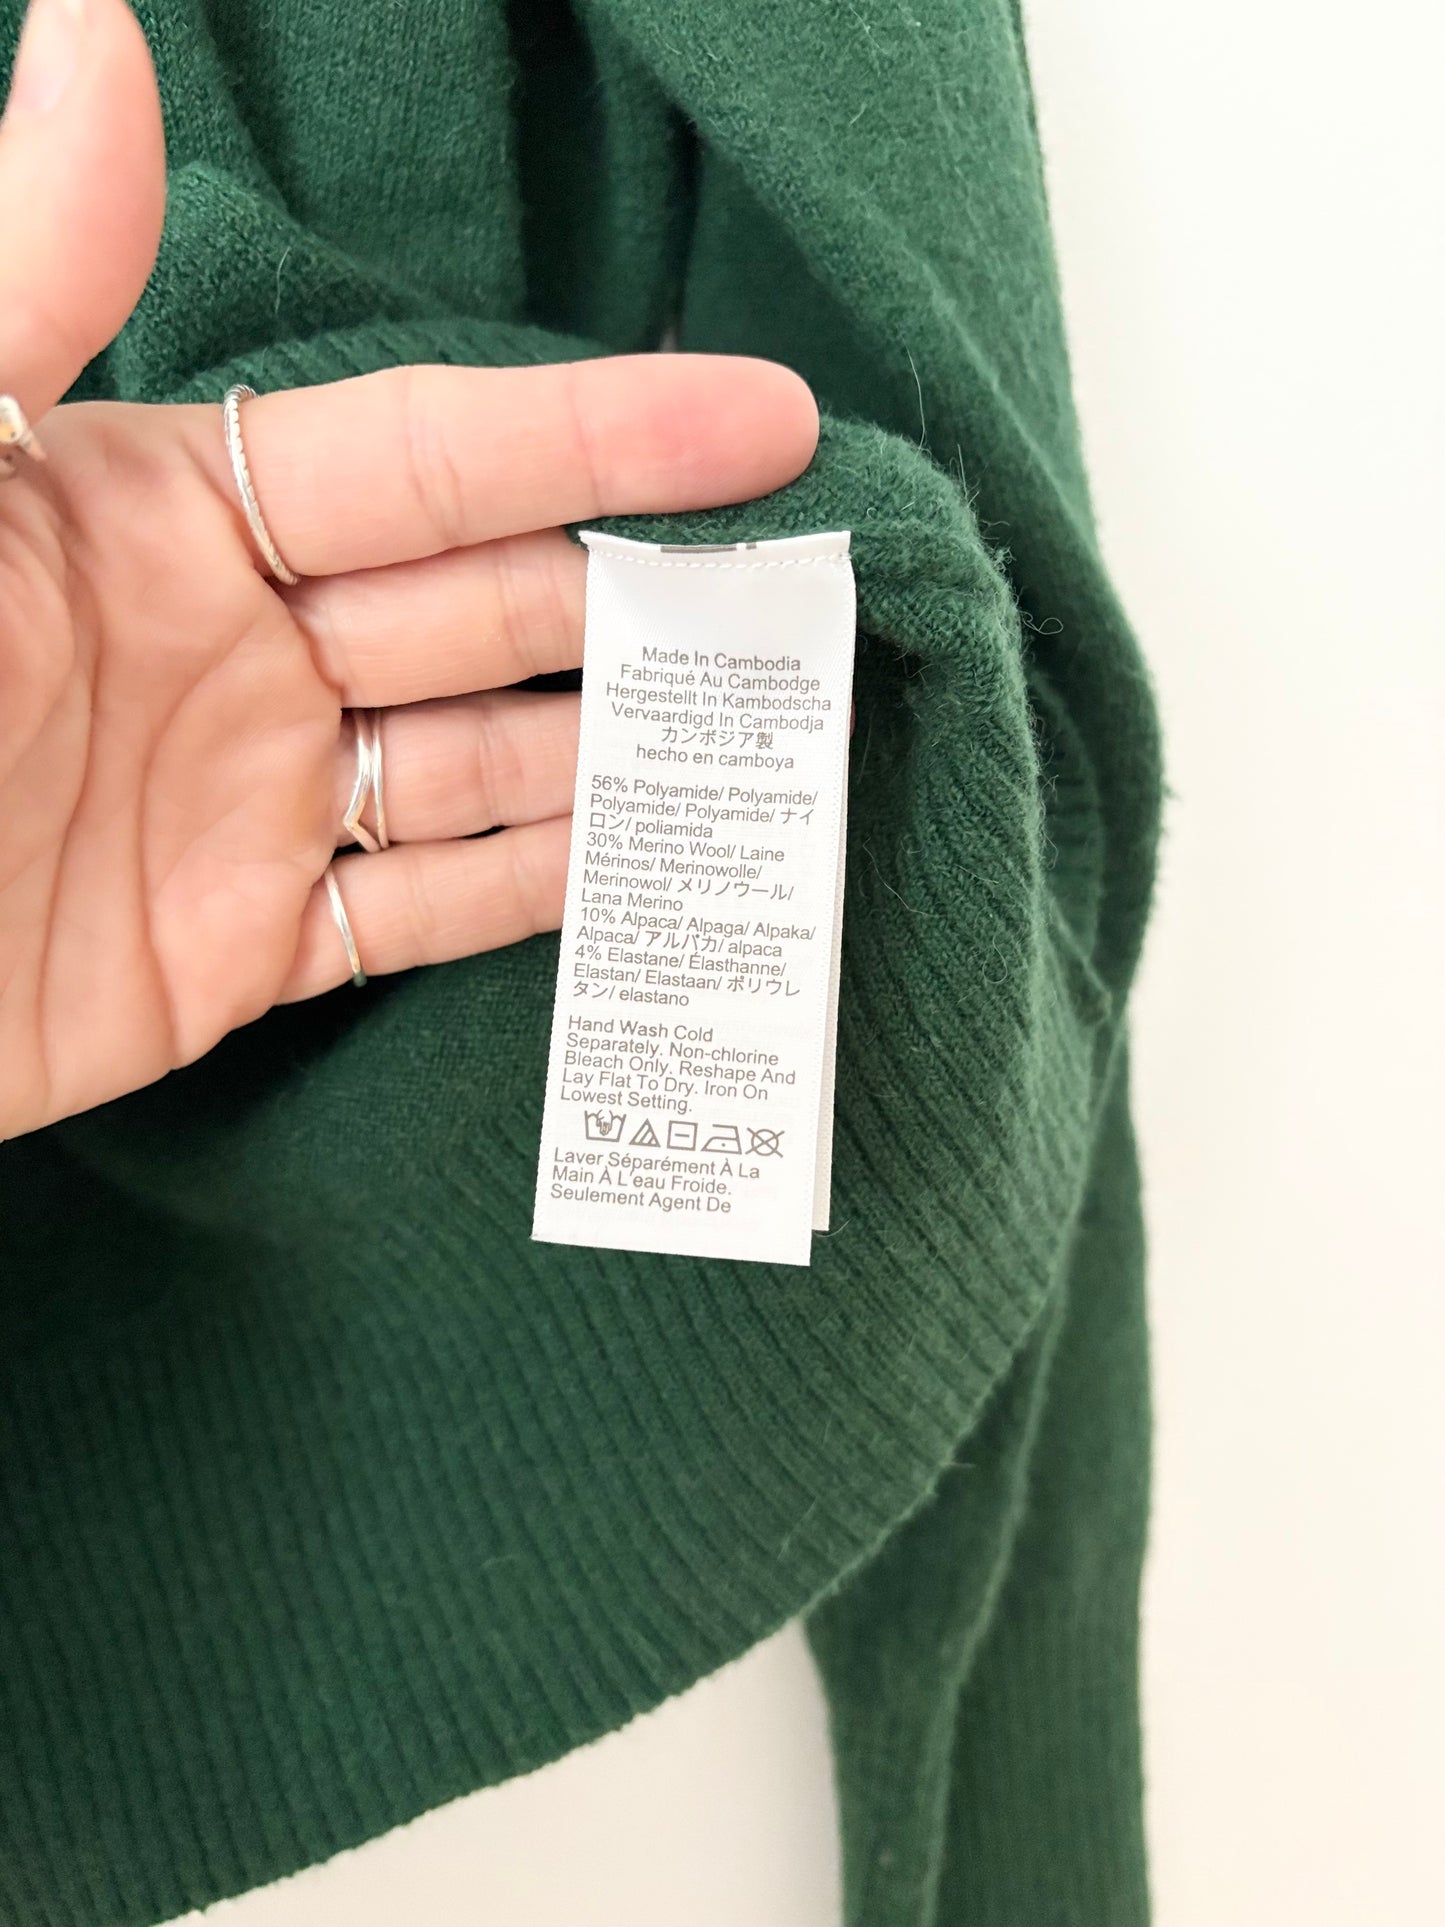 Made In Cambodia
Fabriqué Au Cambodge
Hergestellt In Kambodscha
Vervaardigd In Cambodja
カンボジア製
hecho en camboya
56% Polyamide/ Polyamide/
Polyamide/ Polyamide/ ナイ
ロン/ poliamida
30% Merino Wool/ Laine
Mérinos/ Merinowolle/
Merinowol/ メリノウール/
Lana Merino
10% Alpaca/ Alpaga/ Alpaka/
Alpaca/ アルパカ/ alpaca
4% Elastane/ Élasthanne/
Elastan/ Elastaan/ ポリウレ
タン/ elastano
Hand Wash Cold
Separately. Non-chlorine
Bleach Only. Reshape And
Lay Flat To Dry. Iron On
Lowest Setting.
Laver Séparément À La
Main À L'eau Froide.
Seulement Agent De